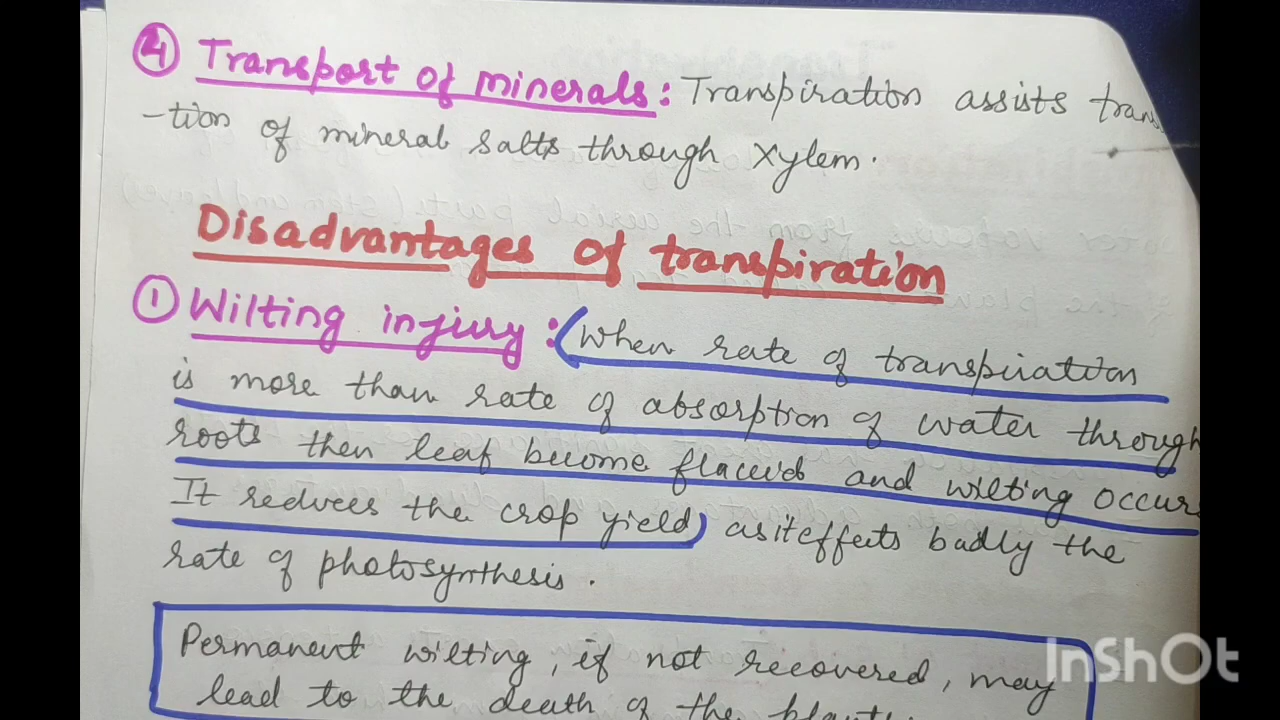 ④ Transport of minerals: Transpiration assists trans
-tion of mineral salts through xylem.
Disadvantages of transpiration
① Wilting injury: (When rate of transpiration
is more than rate of absorption of water through
roots then leaf become flaccid and wilting occurs
It reduces the crop yield) as it effects badly the
rate of photosynthesis.
Permanent wilting, if not recovered, may
lead to the death of the plant.
InShOt